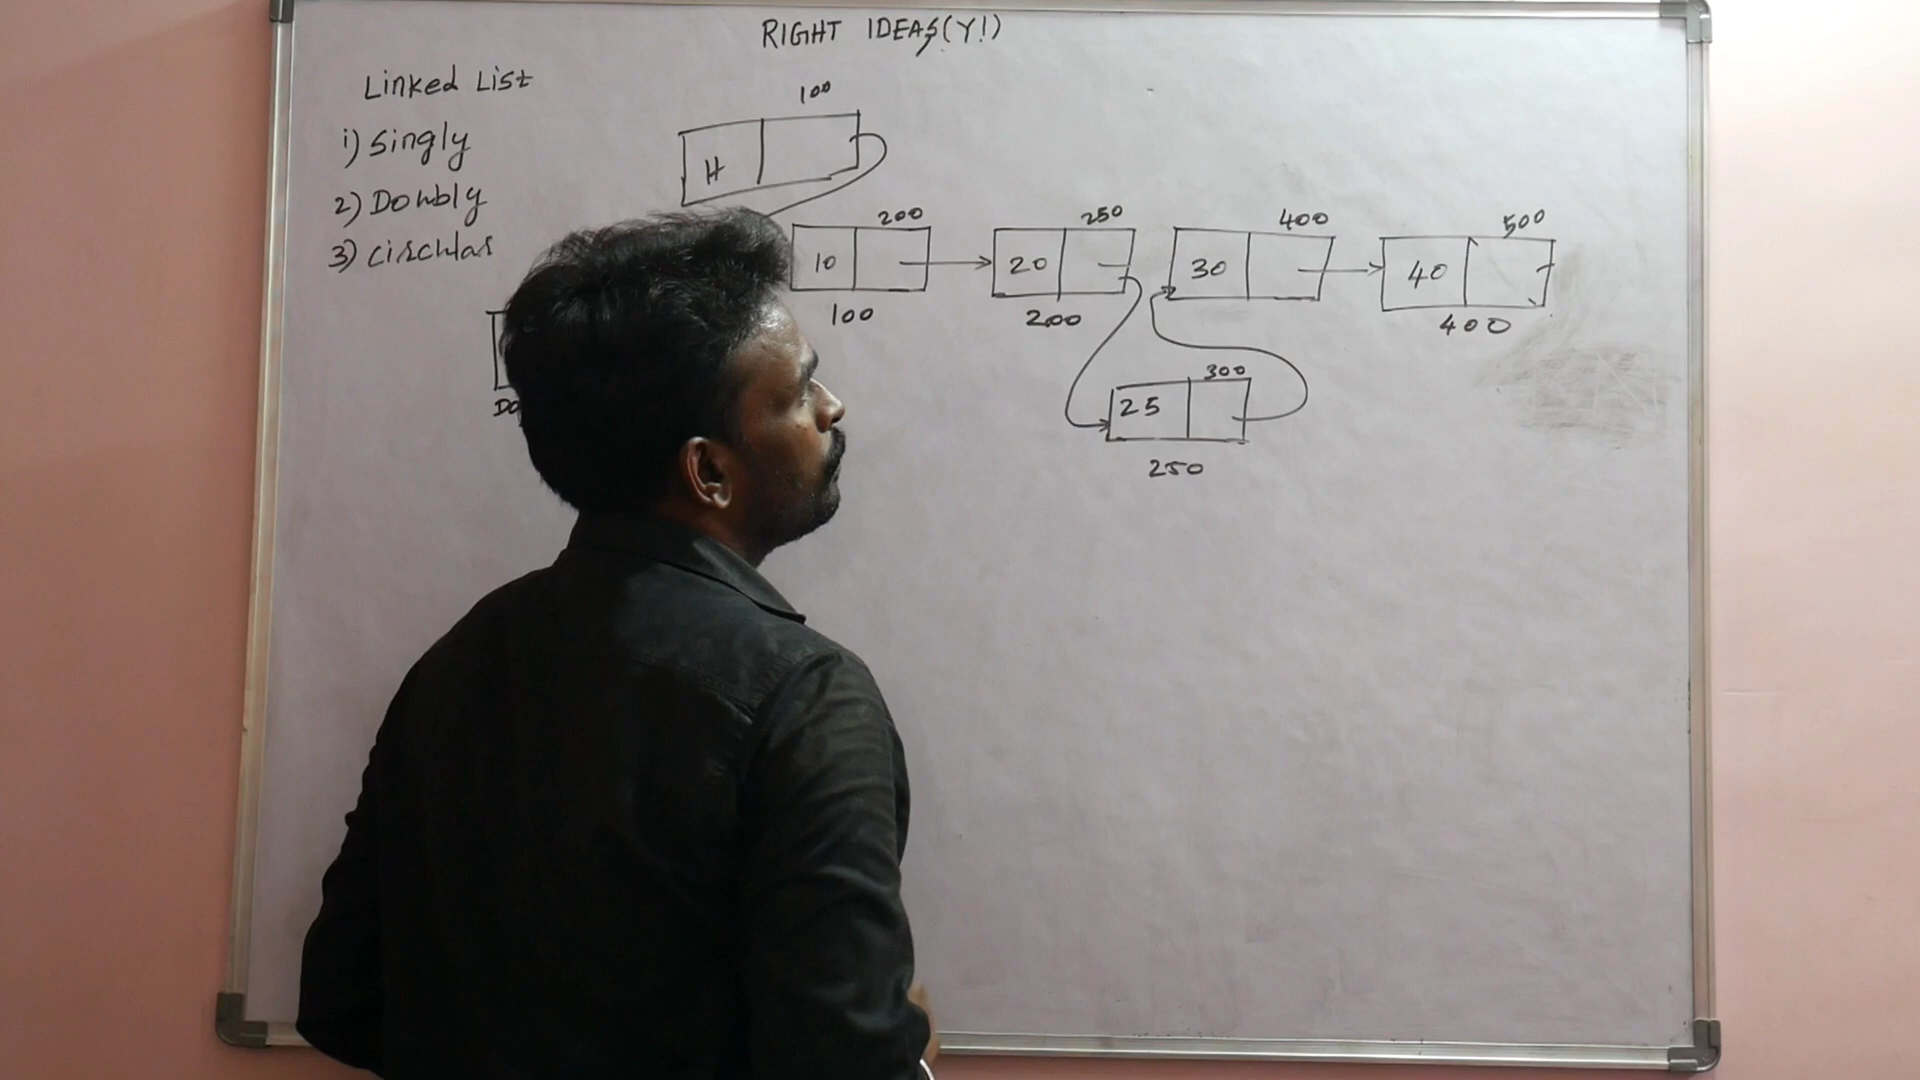 RIGHT IDEAS(Y!)
Linked List
1) Singly
2) Doubly
3) circular
100
H
200 250 400 500
10 20 30 40
100 200 400
300
25
250